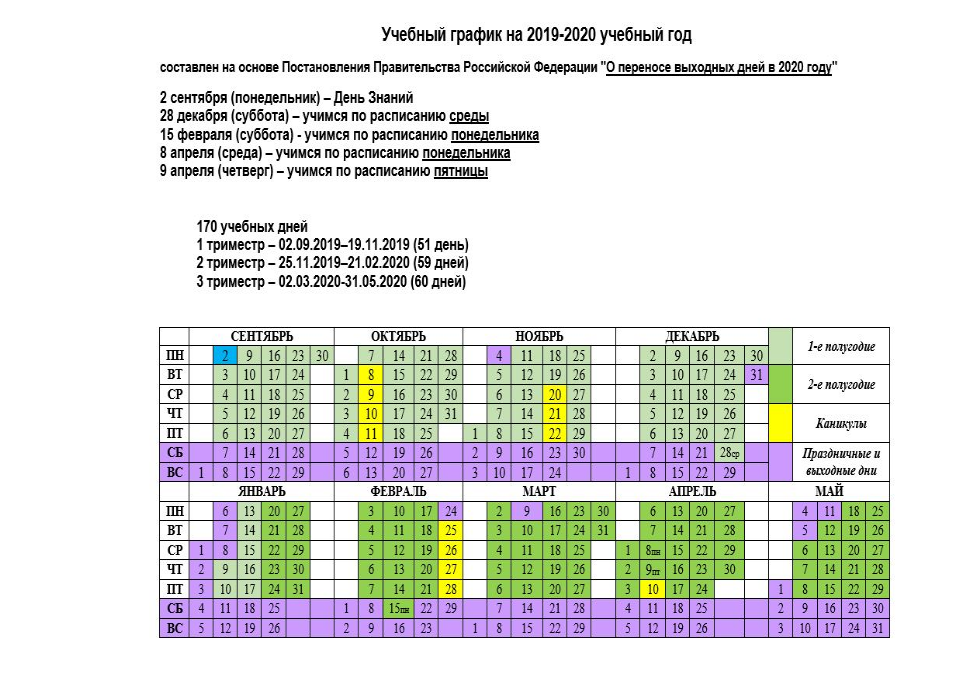 Учебный график на 2019-2020 учебный год
составлен на основе Постановления Правительства Российской Федерации "О переносе выходных дней в 2020 году"
2 сентября (понедельник) – День Знаний
28 декабря (суббота) – учимся по расписанию среды
15 февраля (суббота) - учимся по расписанию понедельника
8 апреля (среда) – учимся по расписанию понедельника
9 апреля (четверг) – учимся по расписанию пятницы
170 учебных дней
1 триместр – 02.09.2019–19.11.2019 (51 день)
2 триместр – 25.11.2019–21.02.2020 (59 дней)
3 триместр – 02.03.2020-31.05.2020 (60 дней)
СЕНТЯБРЬ ОКТЯБРЬ НОЯБРЬ ДЕКАБРЬ
ПН 2 9 16 23 30 7 14 21 28 4 11 18 25 2 9 16 23 30
1-е полугодие
ВТ 3 10 17 24 1 8 15 22 29 5 12 19 26 3 10 17 24 31
2-е полугодие
СР 4 11 18 25 2 9 16 23 30 6 13 20 27 4 11 18 25
ЧТ 5 12 19 26 3 10 17 24 31 7 14 21 28 5 12 19 26
Каникулы
ПТ 6 13 20 27 4 11 18 25 1 8 15 22 29 6 13 20 27
СБ 7 14 21 28 5 12 19 26 2 9 16 23 30 7 14 21 28ср
Праздничные и
выходные дни
ВС 1 8 15 22 29 6 13 20 27 3 10 17 24 1 8 15 22 29
ЯНВАРЬ ФЕВРАЛЬ МАРТ АПРЕЛЬ МАЙ
ПН 6 13 20 27 3 10 17 24 2 9 16 23 30 6 13 20 27 4 11 18 25
ВТ 7 14 21 28 4 11 18 25 3 10 17 24 31 7 14 21 28 5 12 19 26
СР 1 8 15 22 29 5 12 19 26 4 11 18 25 1 8пн 15 22 29 6 13 20 27
ЧТ 2 9 16 23 30 6 13 20 27 5 12 19 26 2 9пт 16 23 30 7 14 21 28
ПТ 3 10 17 24 31 7 14 21 28 6 13 20 27 3 10 17 24 1 8 15 22 29
СБ 4 11 18 25 1 8 15пн 22 29 7 14 21 28 4 11 18 25 2 9 16 23 30
ВС 5 12 19 26 2 9 16 23 1 8 15 22 29 5 12 19 26 3 10 17 24 31